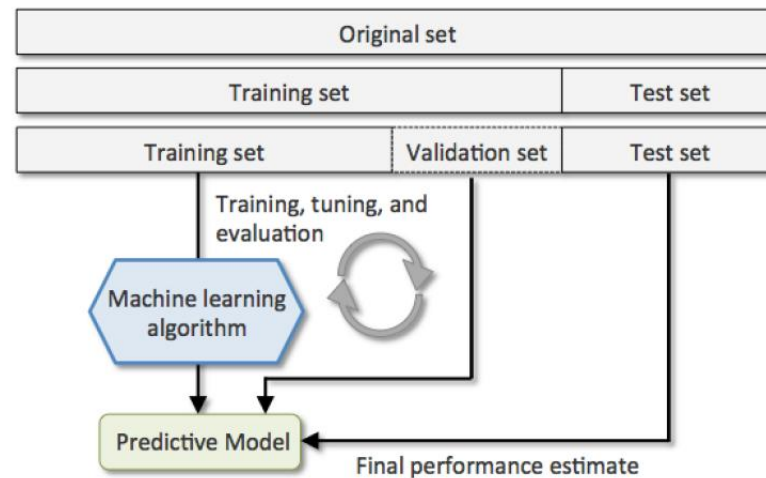 Original set
Training set
Test set
Training set
Validation set
Test set
Training, tuning, and
evaluation
Machine learning
algorithm
Predictive Model
Final performance estimate